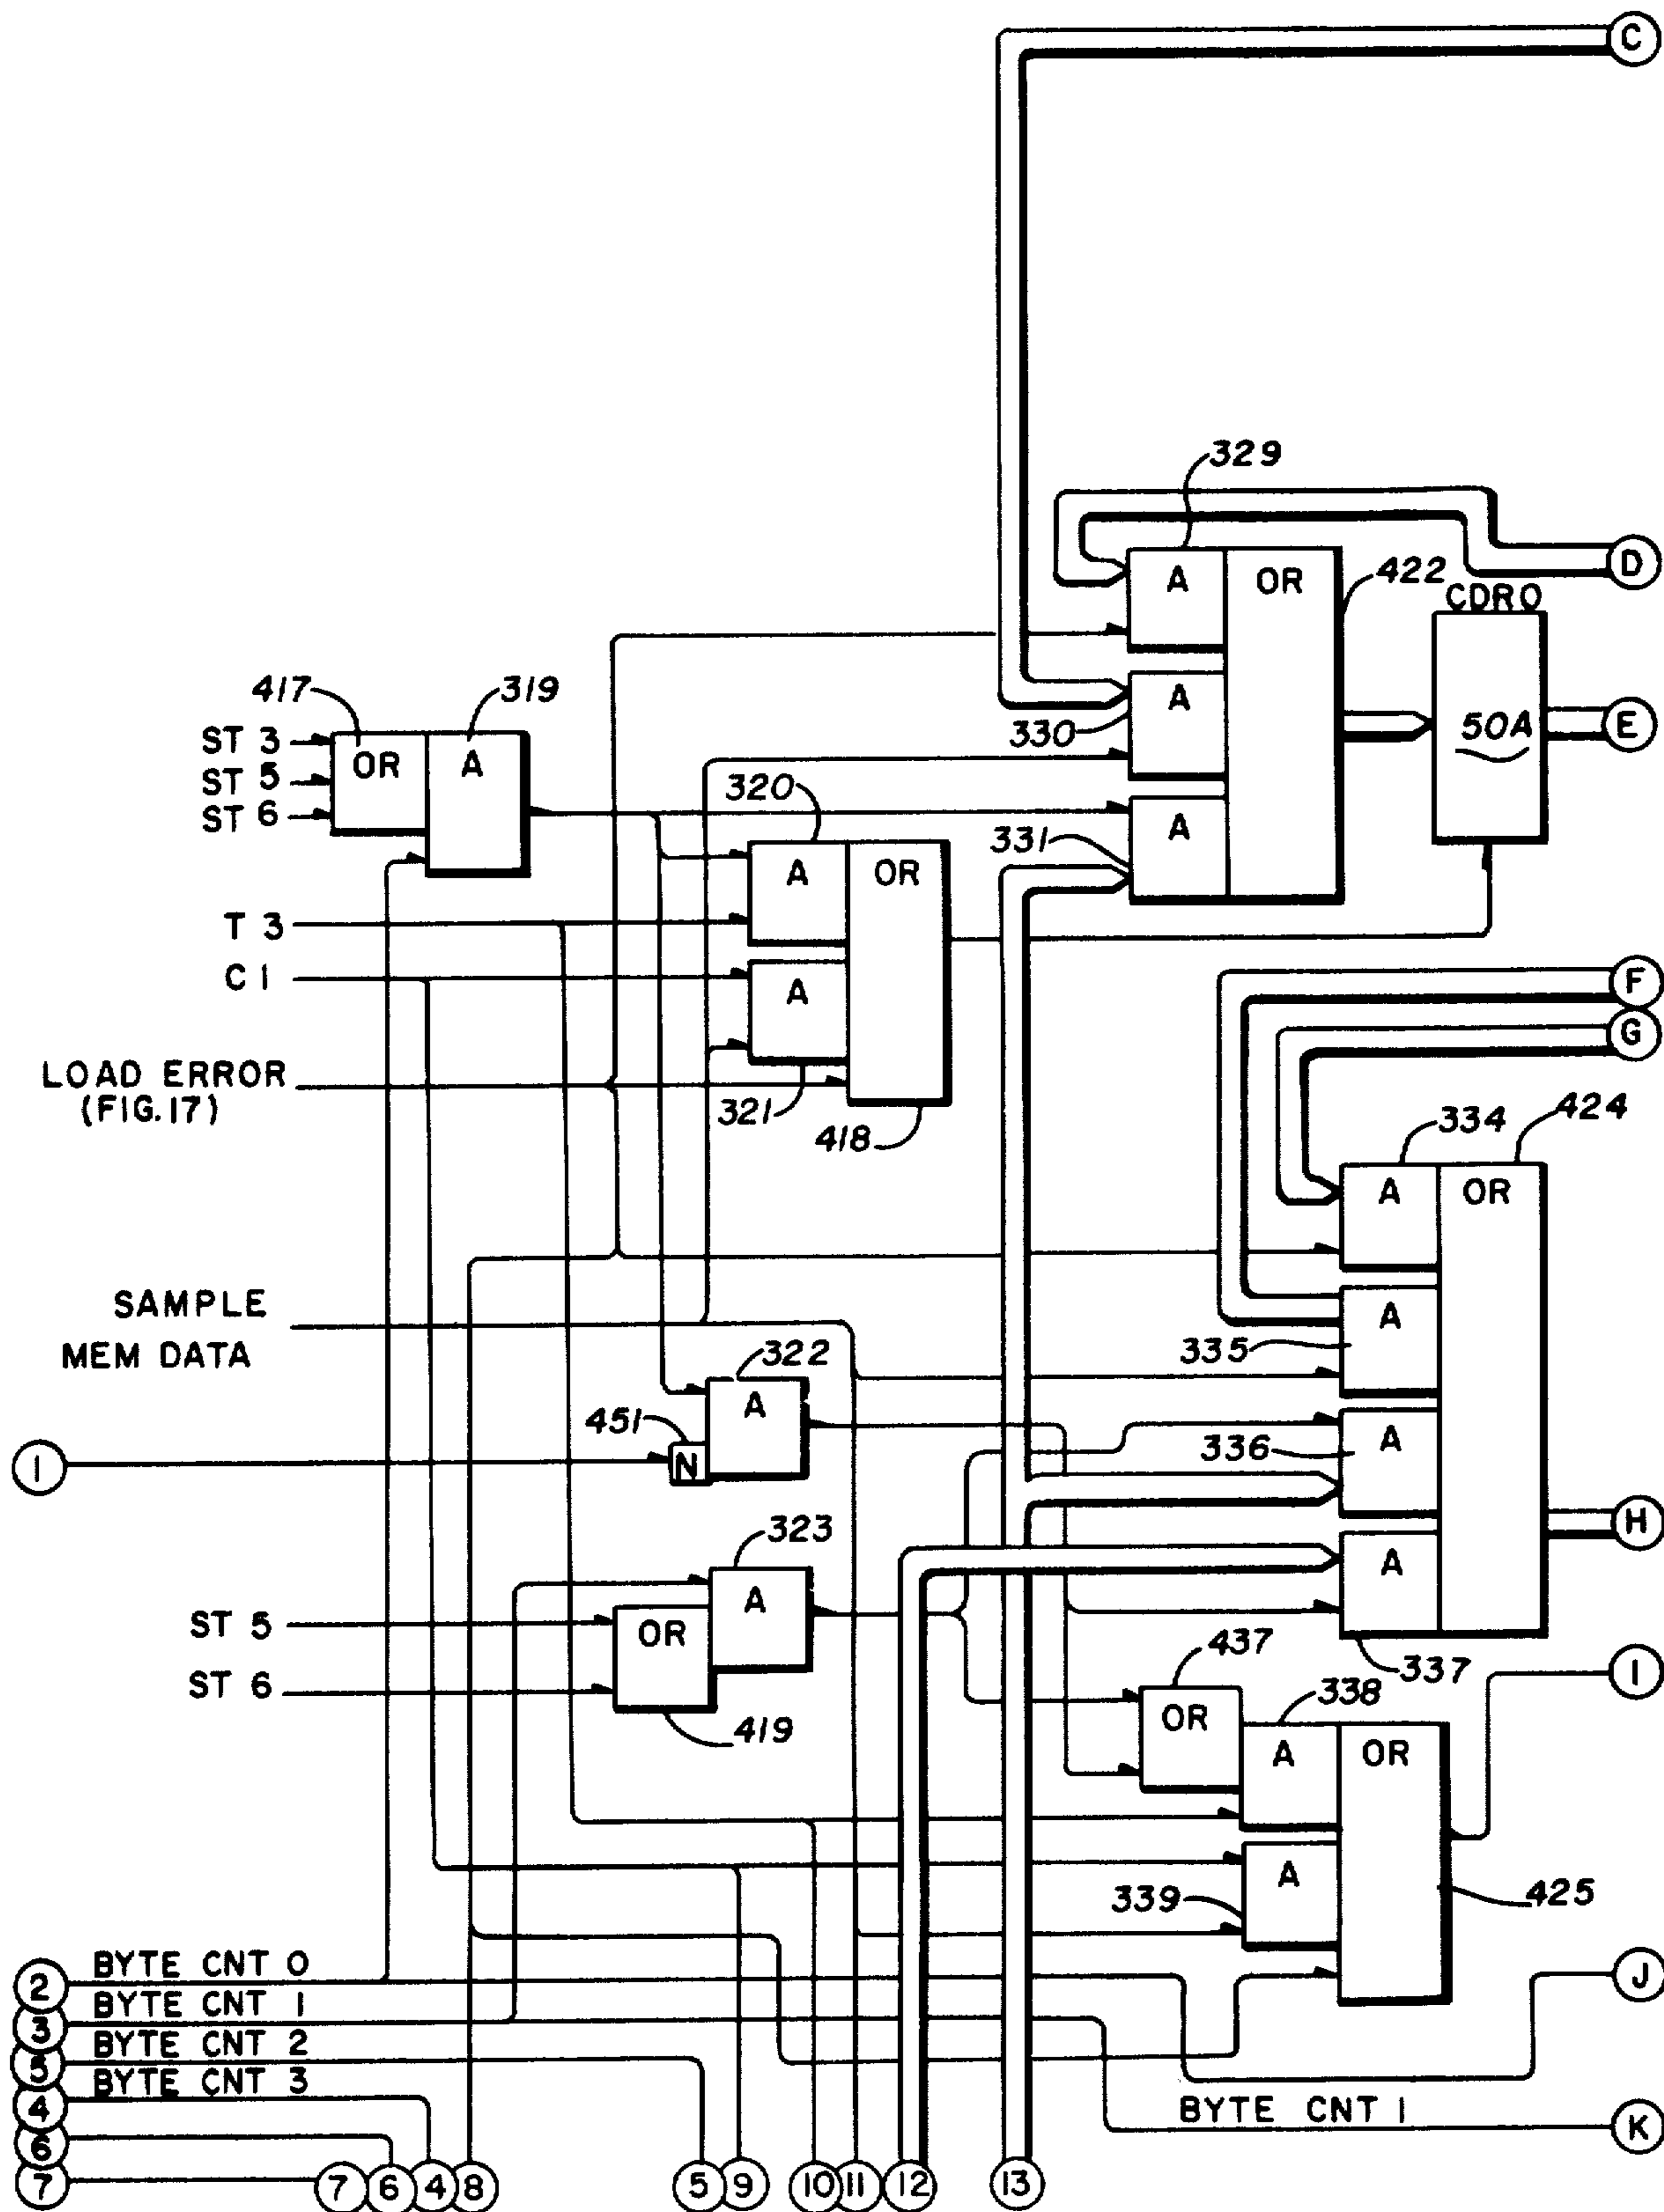 C
329
D
A
OR
422
CDR0
417
319
A
ST 3
OR
A
330
50A
E
ST 5
ST 6
320
A
331
A
OR
T 3
C 1
A
F
G
LOAD ERROR
(FIG. 17)
321
418
334
424
A
OR
SAMPLE
MEM DATA
A
322
335
A
451
336
A
1
N
323
H
A
A
ST 5
OR
437
ST 6
337
I
338
OR
419
A
OR
A
339
425
BYTE CNT 0
2
J
BYTE CNT 1
3
BYTE CNT 2
5
BYTE CNT 3
4
BYTE CNT 1
K
6
7
7
6
4
8
5
9
10
11
12
13